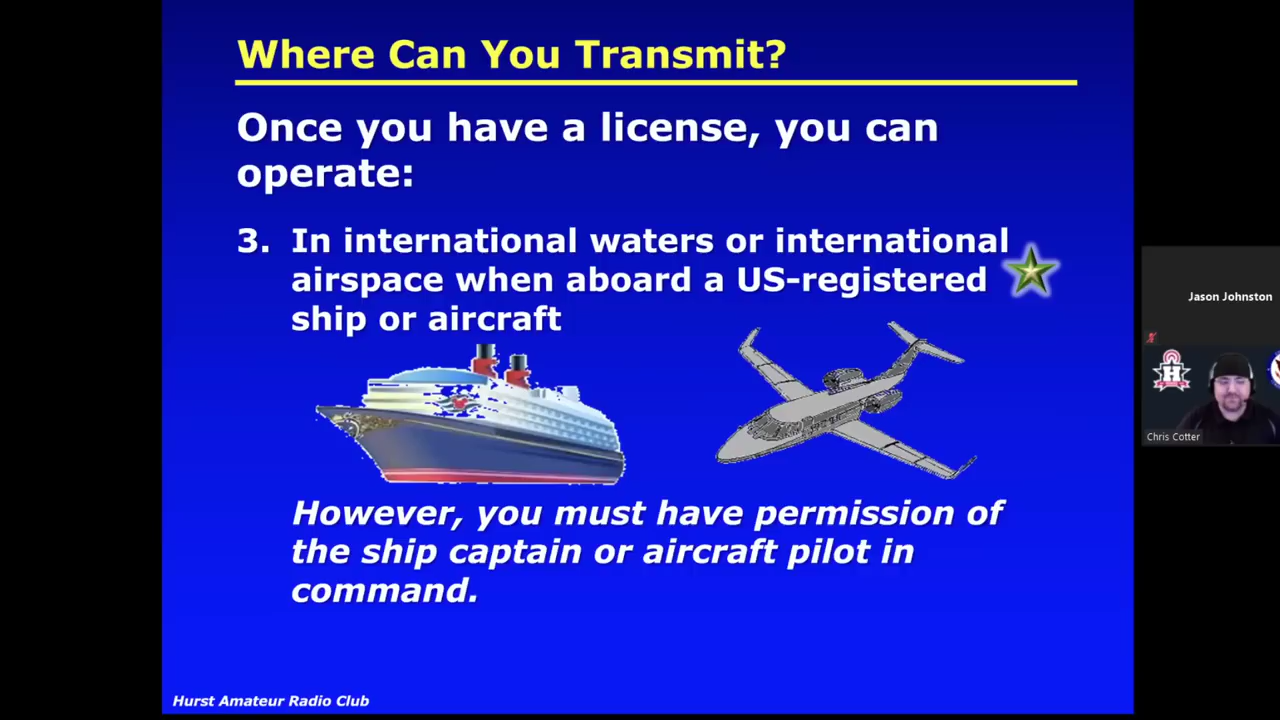 Where Can You Transmit?
Once you have a license, you can
operate:
3. In international waters or international
airspace when aboard a US-registered
ship or aircraft
However, you must have permission of
the ship captain or aircraft pilot in
command.
Hurst Amateur Radio Club
Jason Johnston
H
Chris Cotter